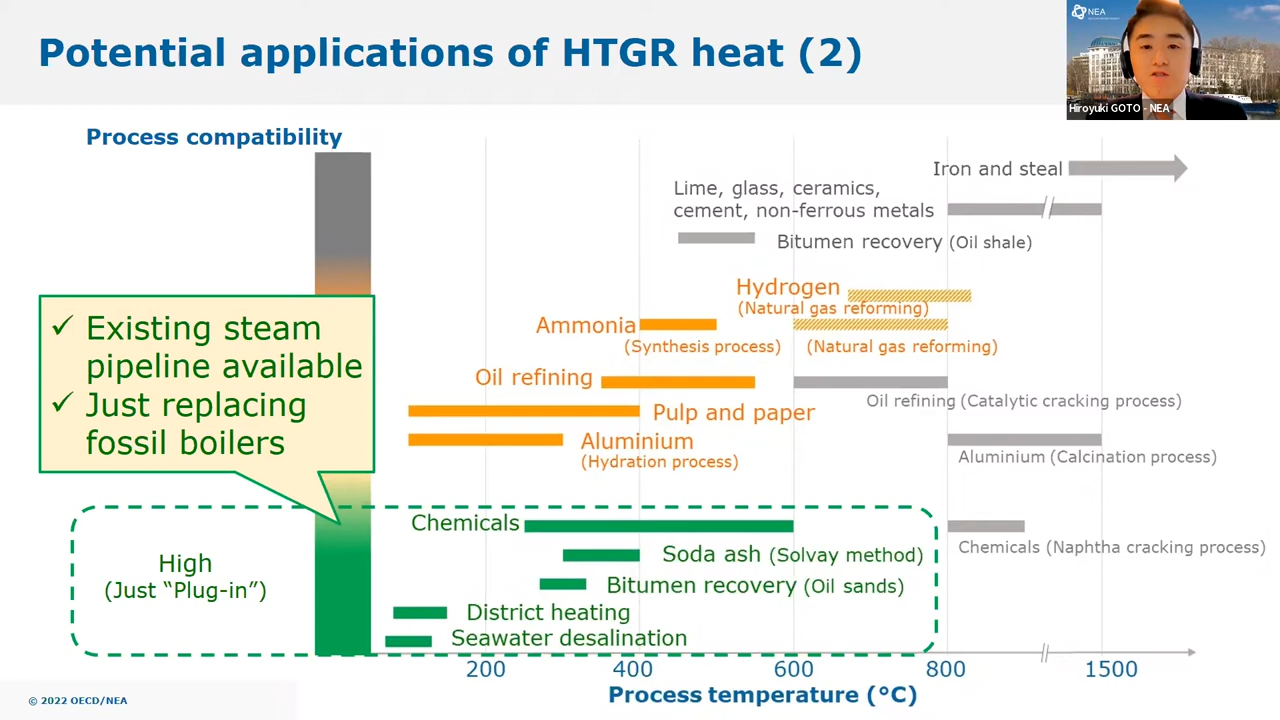 Potential applications of HTGR heat (2)
NEA
Hiroyuki GOTO - NEA
Process compatibility
Iron and steal
Lime, glass, ceramics,
cement, non-ferrous metals
Bitumen recovery (Oil shale)
Hydrogen
(Natural gas reforming)
Ammonia
(Synthesis process)
(Natural gas reforming)
Oil refining
Oil refining (Catalytic cracking process)
Pulp and paper
Aluminium
(Hydration process)
Aluminium (Calcination process)
✓ Existing steam
pipeline available
✓ Just replacing
fossil boilers
High
(Just “Plug-in”)
Chemicals
Chemicals (Naphtha cracking process)
Soda ash (Solvay method)
Bitumen recovery (Oil sands)
District heating
Seawater desalination
200 400 600 800 1500
Process temperature (°C)
© 2022 OECD/NEA